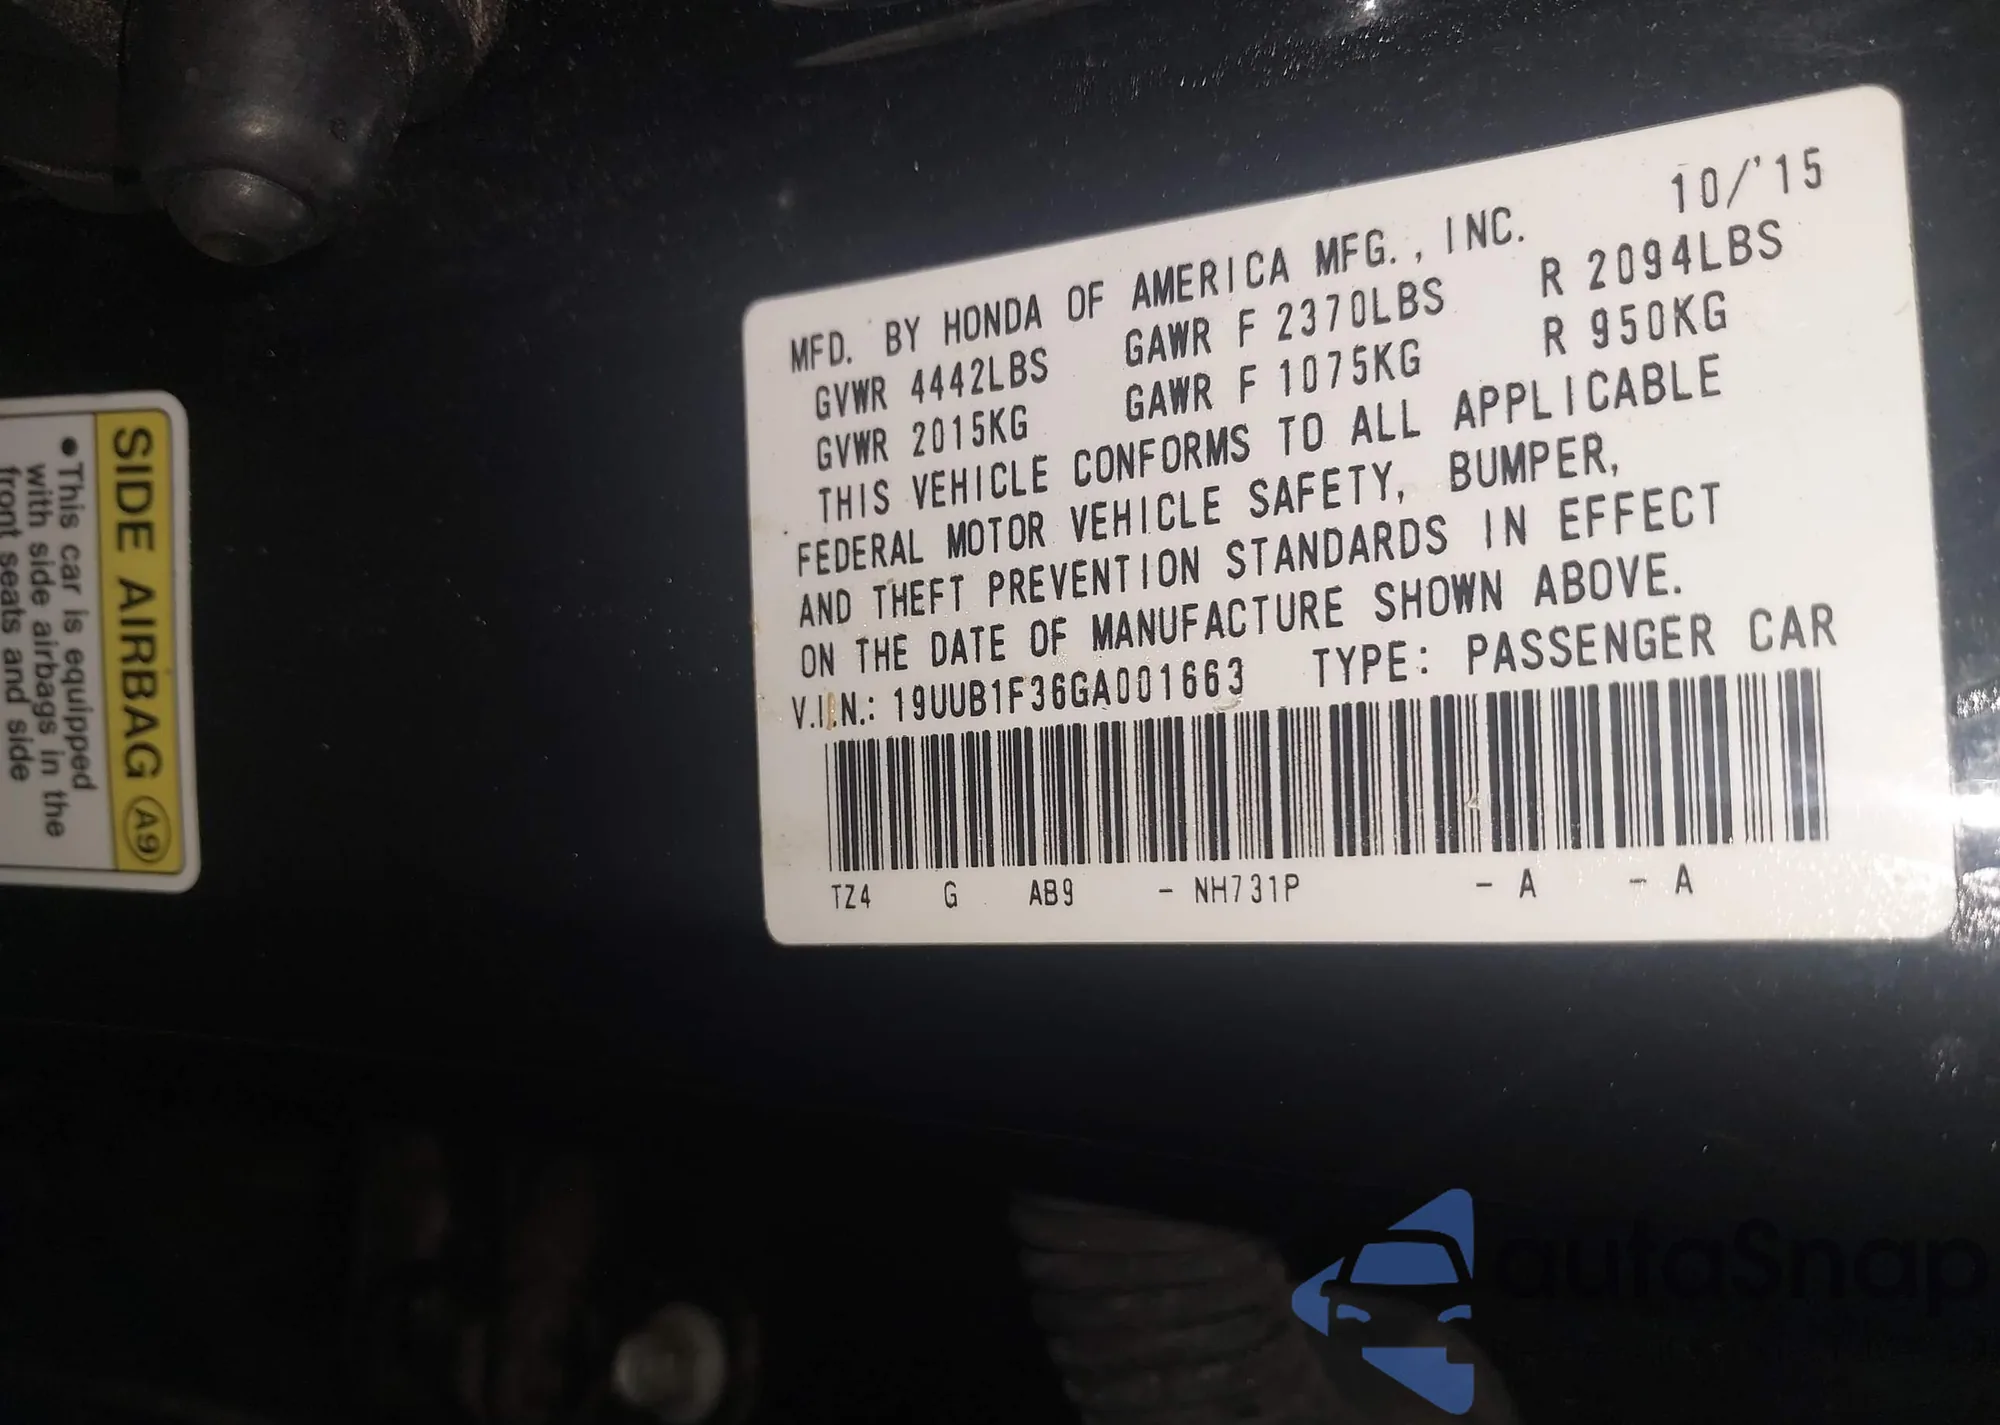 10/'15
MFD. BY HONDA OF AMERICA MFG., INC.
GVWR 4442LBS GAWR F 2370LBS R 2094LBS
GVWR 2015KG GAWR F 1075KG R 950KG
THIS VEHICLE CONFORMS TO ALL APPLICABLE
FEDERAL MOTOR VEHICLE SAFETY, BUMPER,
AND THEFT PREVENTION STANDARDS IN EFFECT
ON THE DATE OF MANUFACTURE SHOWN ABOVE.
V.I.N.: 19UUB1F36GA001663 TYPE: PASSENGER CAR
TZ4 G AB9 - NH731P - A - A
SIDE AIRBAG A9
•This car is equipped
with side airbags in the
front seats and side
autoSnap